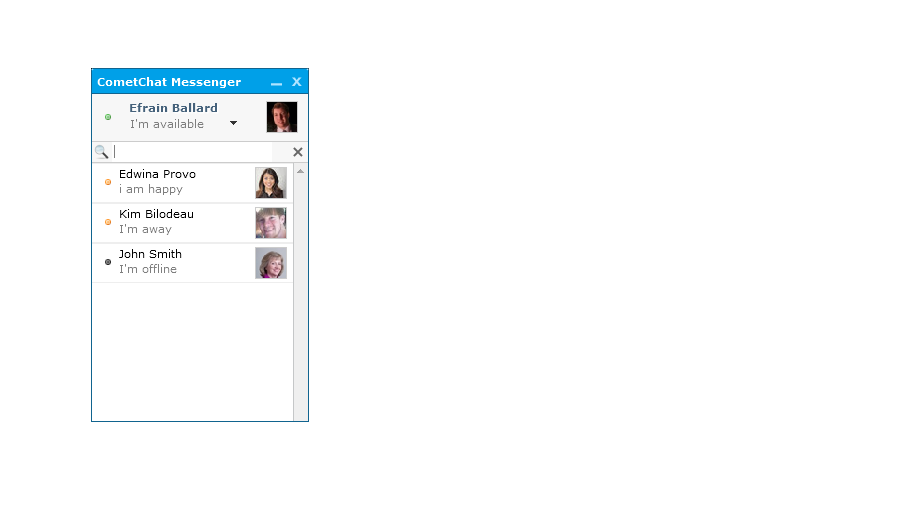 CometChat Messenger
Efrain Ballard
I'm available
Edwina Provo
i am happy
Kim Bilodeau
I'm away
John Smith
I'm offline